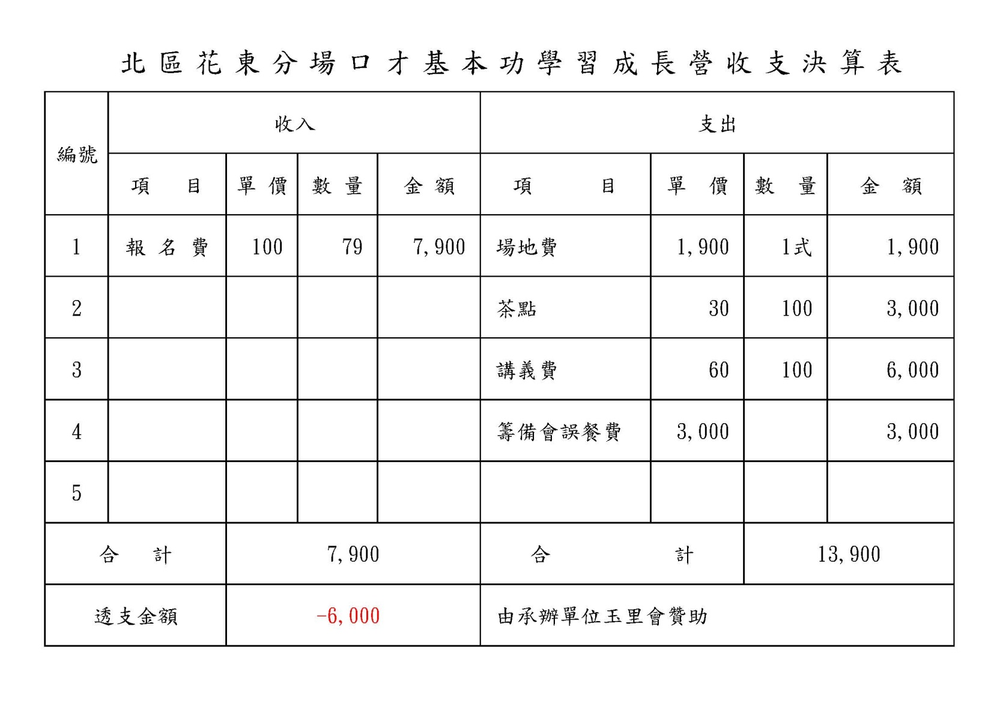 北區花東分場口才基本功學習成長營收支決算表
編號 收入 支出
項目 單價 數量 金額 項目 單價 數量 金額
1 報名費 100 79 7,900 場地費 1,900 1式 1,900
2 茶點 30 100 3,000
3 講義費 60 100 6,000
4 籌備會誤餐費 3,000 3,000
5
合計 7,900 合計 13,900
透支金額 -6,000 由承辦單位玉里會贊助